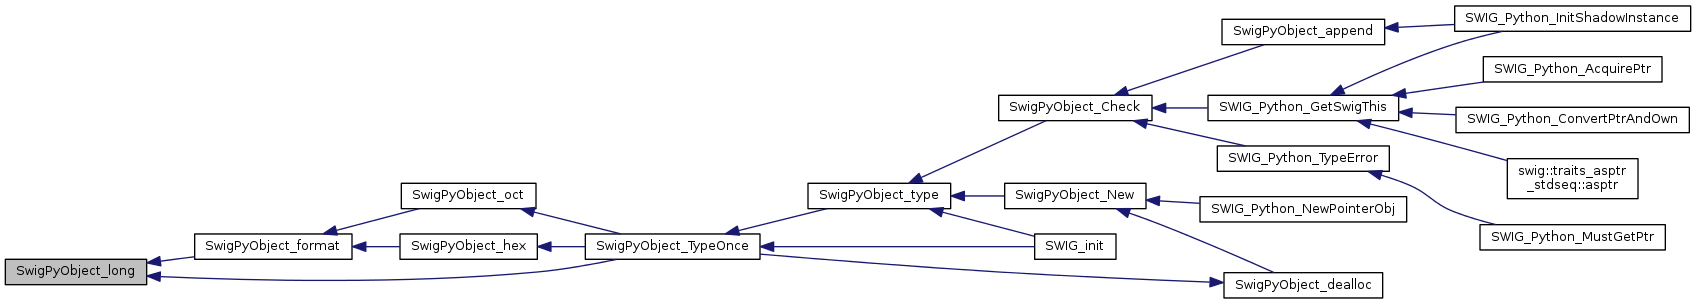 SWIG_Python_InitShadowInstance
SwigPyObject_append
SWIG_Python_AcquirePtr
SwigPyObject_Check
SWIG_Python_GetSwigThis
SWIG_Python_ConvertPtrAndOwn
SWIG_Python_TypeError
swig::traits_asptr
_stdseq::asptr
SwigPyObject_oct
SwigPyObject_type
SwigPyObject_New
SWIG_Python_NewPointerObj
SWIG_Python_MustGetPtr
SwigPyObject_format
SwigPyObject_hex
SwigPyObject_TypeOnce
SWIG_init
SwigPyObject_long
SwigPyObject_dealloc